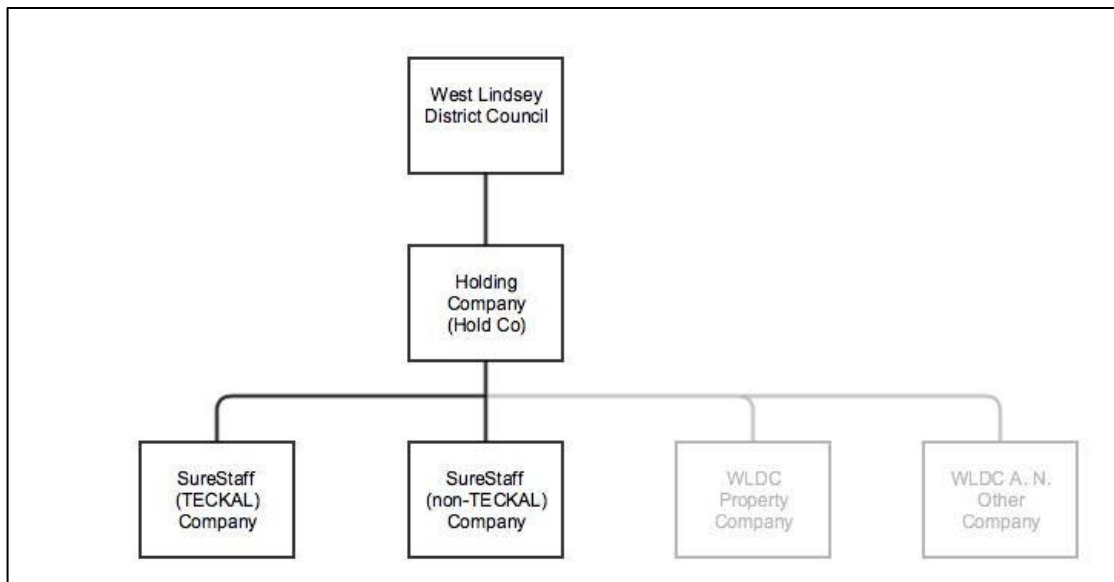 West Lindsey
District Council
Holding
Company
(Hold Co)
SureStaff
(TECKAL)
Company
SureStaff
(non-TECKAL)
Company
WLDC
Property
Company
WLDC A. N.
Other
Company